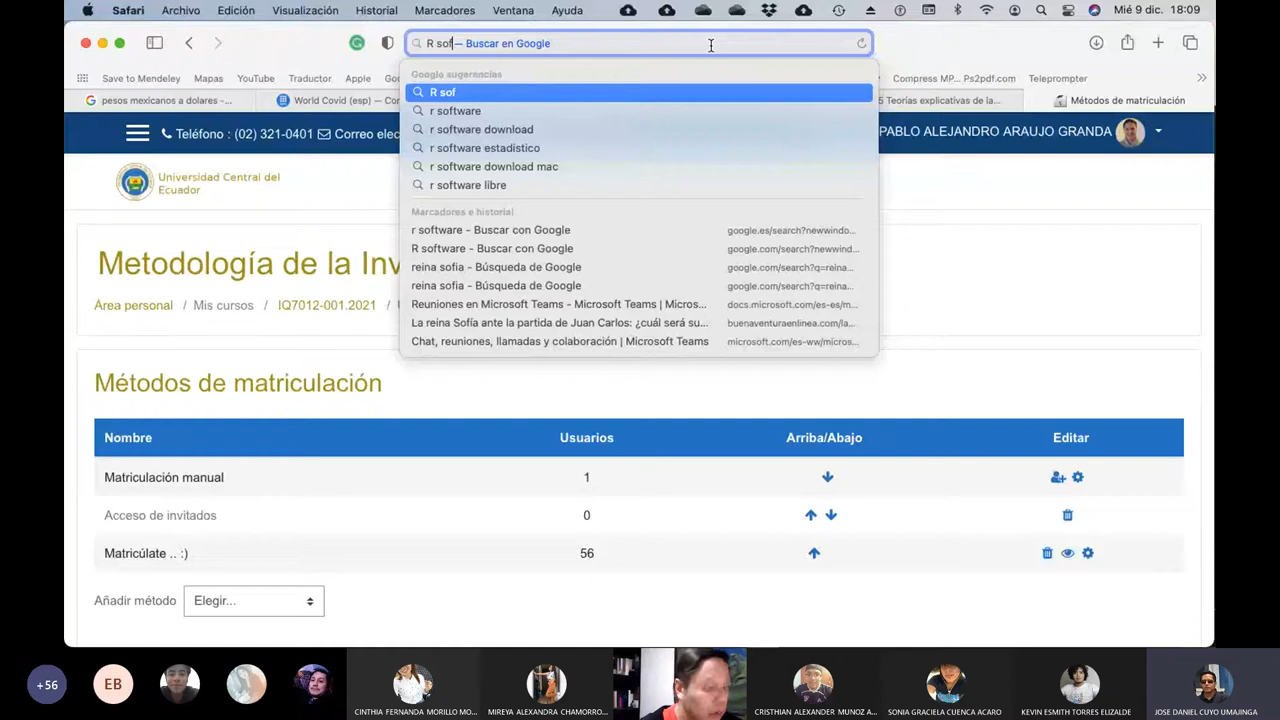 Safari Archivo Edición Visualización Historial Marcadores Ventana Ayuda Mié 9 dic. 18:09
R sof — Buscar en Google
Save to Mendeley Mapas YouTube Traductor Apple Compress MP... Ps2pdf.com Teleprompter
pesos mexicanos a dolares - ... World Covid (esp) — Cor 5 Teorías explicativas de la... Métodos de matriculación
Google sugerencias
R sof
r software
r software download
r software estadistico
r software download mac
r software libre
Marcadores e historial
r software - Buscar con Google google.es/search?newwindo...
R software - Buscar con Google google.com/search?newwind...
reina sofia - Búsqueda de Google google.com/search?q=reina...
reina sofia - Búsqueda de Google google.com/search?q=reina...
Reuniones en Microsoft Teams - Microsoft Teams | Micros... docs.microsoft.com/es-es/m...
La reina Sofía ante la partida de Juan Carlos: ¿cuál será su... buenaventuraenlinea.com/la...
Chat, reuniones, llamadas y colaboración | Microsoft Teams microsoft.com/es-ww/micros...
Teléfono : (02) 321-0401 Correo elec PABLO ALEJANDRO ARAUJO GRANDA
Universidad Central del
Ecuador
Metodología de la Inv
Área personal / Mis cursos / IQ7012-001.2021 /
Métodos de matriculación
Nombre Usuarios Arriba/Abajo Editar
Matriculación manual 1
Acceso de invitados 0
Matricúlate .. :) 56
Añadir método Elegir...
+56 EB CINTHIA FERNANDA MORILLO MO... MIREYA ALEXANDRA CHAMORRO... CRISTHIAN ALEXANDER MUNOZ A... SONIA GRACIELA CUENCA ACARO KEVIN ESMITH TORRES ELIZALDE JOSE DANIEL CUYO UMAJINGA